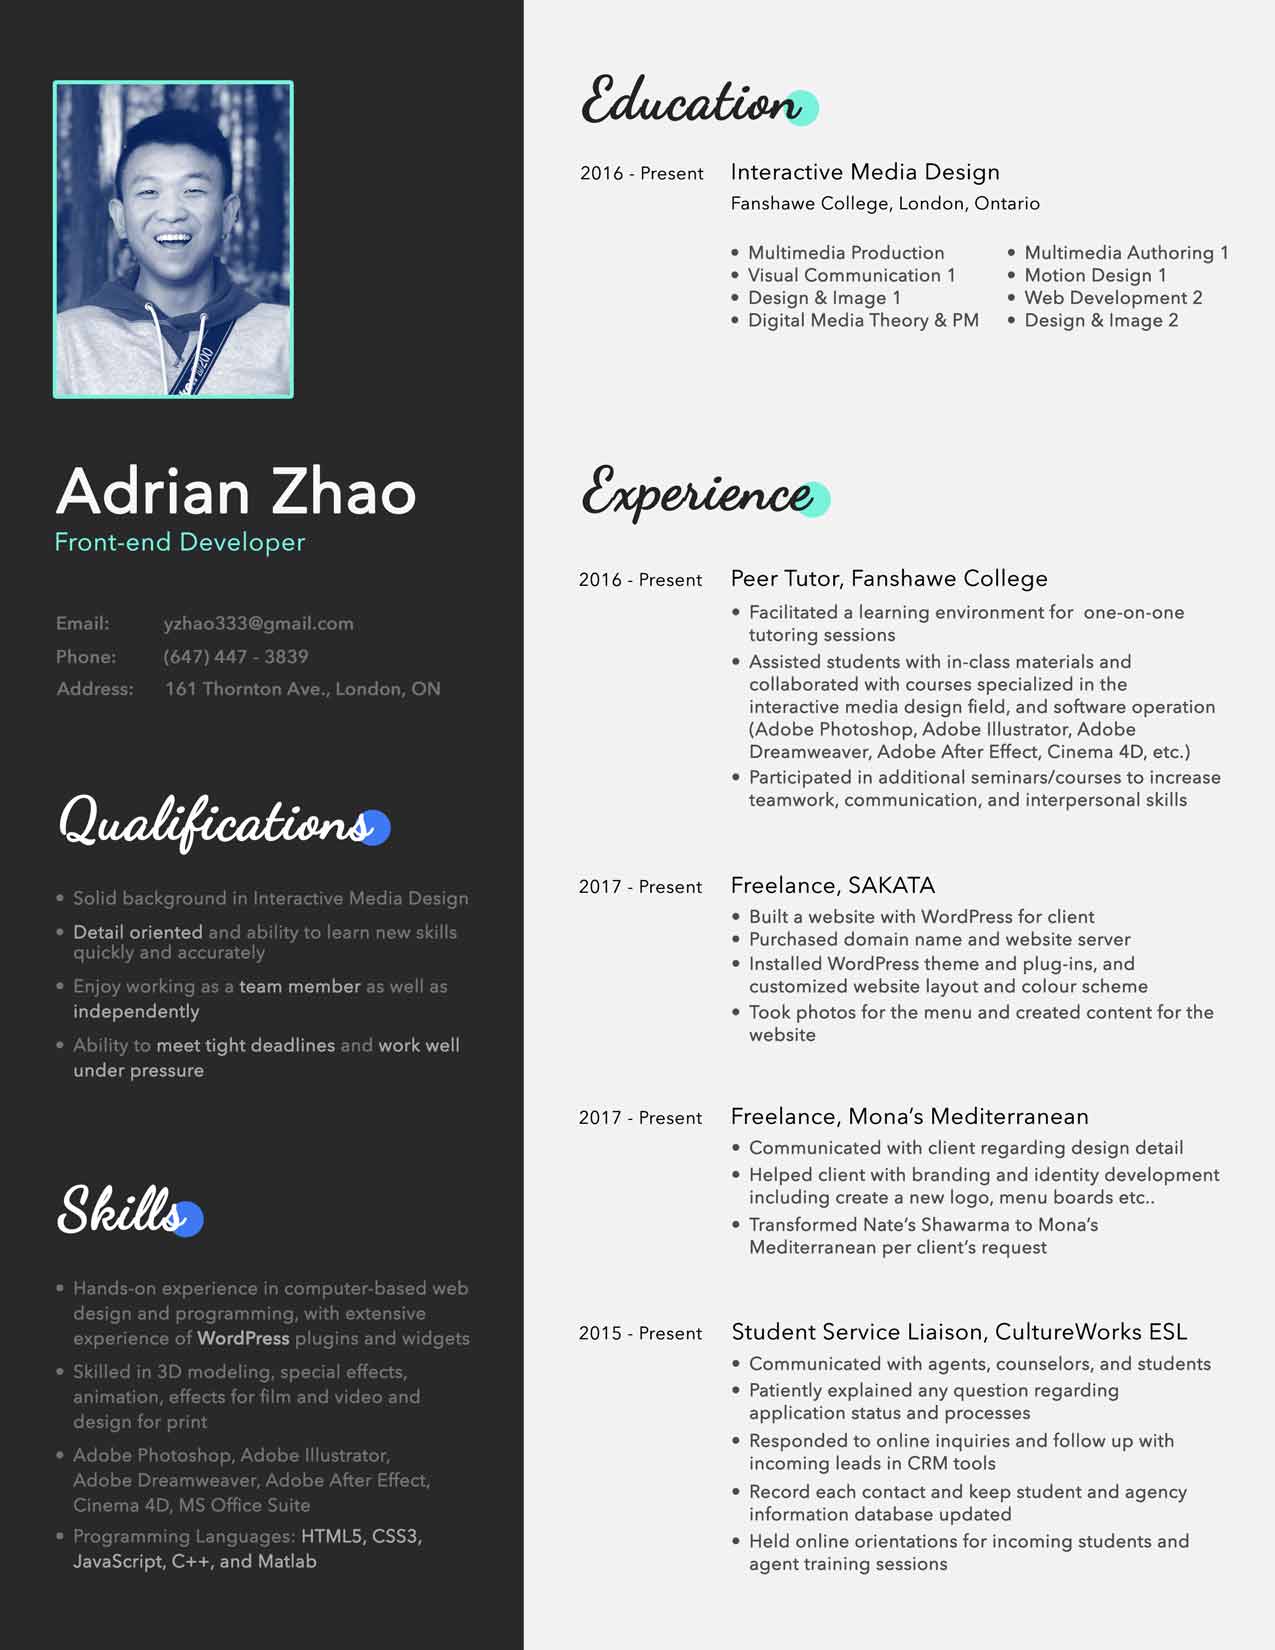 Adrian Zhao
Front-end Developer
Email: yzhao333@gmail.com
Phone: (647) 447 - 3839
Address: 161 Thornton Ave., London, ON
Qualifications
• Solid background in Interactive Media Design
• Detail oriented and ability to learn new skills
quickly and accurately
• Enjoy working as a team member as well as
independently
• Ability to meet tight deadlines and work well
under pressure
Skills
• Hands-on experience in computer-based web
design and programming, with extensive
experience of WordPress plugins and widgets
• Skilled in 3D modeling, special effects,
animation, effects for film and video and
design for print
• Adobe Photoshop, Adobe Illustrator,
Adobe Dreamweaver, Adobe After Effect,
Cinema 4D, MS Office Suite
• Programming Languages: HTML5, CSS3,
JavaScript, C++, and Matlab
Education
2016 - Present Interactive Media Design
Fanshawe College, London, Ontario
• Multimedia Production
• Visual Communication 1
• Design & Image 1
• Digital Media Theory & PM
• Multimedia Authoring 1
• Motion Design 1
• Web Development 2
• Design & Image 2
Experience
2016 - Present Peer Tutor, Fanshawe College
• Facilitated a learning environment for one-on-one
tutoring sessions
• Assisted students with in-class materials and
collaborated with courses specialized in the
interactive media design field, and software operation
(Adobe Photoshop, Adobe Illustrator, Adobe
Dreamweaver, Adobe After Effect, Cinema 4D, etc.)
• Participated in additional seminars/courses to increase
teamwork, communication, and interpersonal skills
2017 - Present Freelance, SAKATA
• Built a website with WordPress for client
• Purchased domain name and website server
• Installed WordPress theme and plug-ins, and
customized website layout and colour scheme
• Took photos for the menu and created content for the
website
2017 - Present Freelance, Mona's Mediterranean
• Communicated with client regarding design detail
• Helped client with branding and identity development
including create a new logo, menu boards etc..
• Transformed Nate's Shawarma to Mona's
Mediterranean per client's request
2015 - Present Student Service Liaison, CultureWorks ESL
• Communicated with agents, counselors, and students
• Patiently explained any question regarding
application status and processes
• Responded to online inquiries and follow up with
incoming leads in CRM tools
• Record each contact and keep student and agency
information database updated
• Held online orientations for incoming students and
agent training sessions